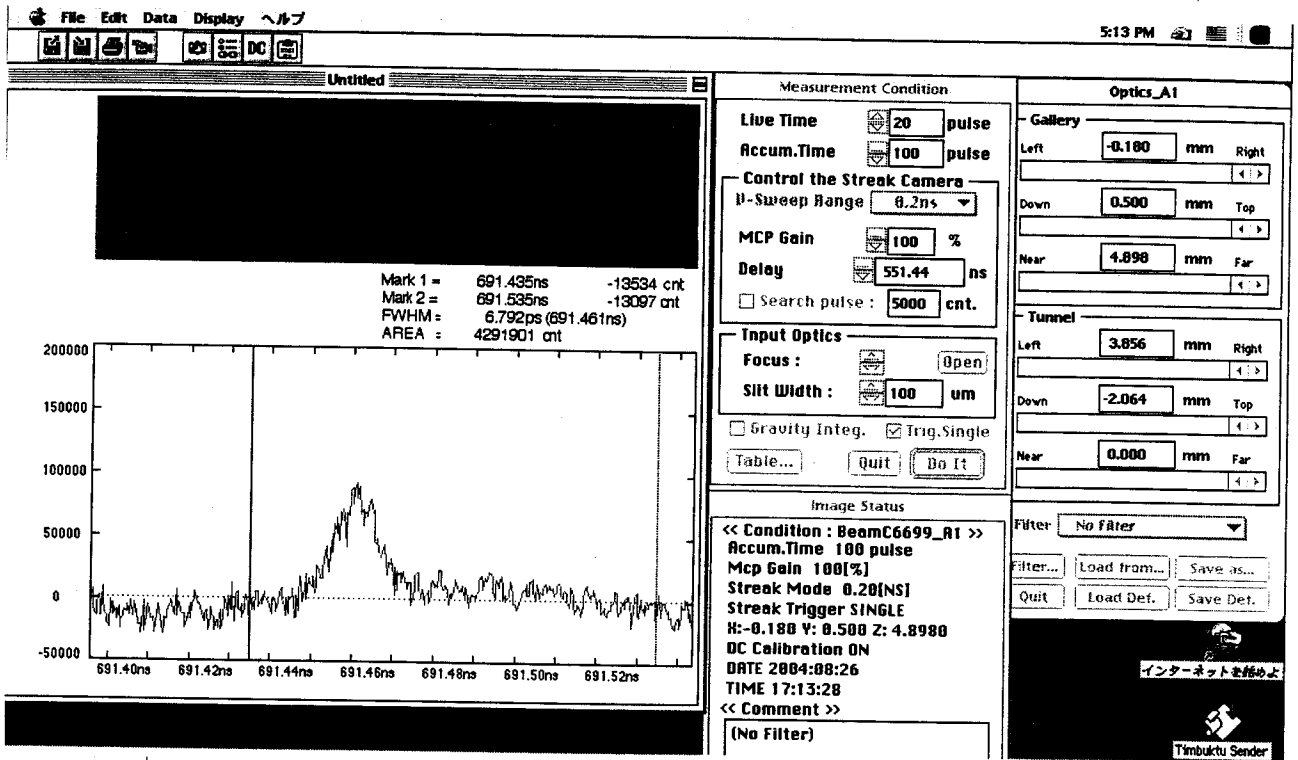 File Edit Data Display ヘルプ
5:13 PM
DC
Untitled
Mark 1 = 691.435ns -13534 cnt
Mark 2 = 691.535ns -13097 cnt
FWHM = 6.792ps (691.461ns)
AREA = 4291901 cnt
200000
150000
100000
50000
0
-50000
691.40ns 691.42ns 691.44ns 691.46ns 691.48ns 691.50ns 691.52ns
Measurement Condition
Live Time 20 pulse
Accum.Time 100 pulse
Control the Streak Camera
V-Sweep Range 0.2ns
MCP Gain 100 %
Delay 551.44 ns
Search pulse : 5000 cnt.
Input Optics
Focus : Open
Slit Width : 100 um
Gravity Integ. Trig.Single
Table... Quit Do It
Image Status
<< Condition : BeamC6699_A1 >>
Accum.Time 100 pulse
Mcp Gain 100[%]
Streak Mode 0.20[NS]
Streak Trigger SINGLE
X:-0.180 Y: 0.500 Z: 4.8980
DC Calibration ON
DATE 2004:08:26
TIME 17:13:28
<< Comment >>
(No Filter)
Optics_A1
Gallery
Left -0.180 mm Right
Down 0.500 mm Top
Near 4.898 mm Far
Tunnel
Left 3.856 mm Right
Down -2.064 mm Top
Near 0.000 mm Far
Filter No Filter
Filter... Load from... Save as...
Quit Load Def. Save Def.
インターネットを始めよ
Timbuktu Sender